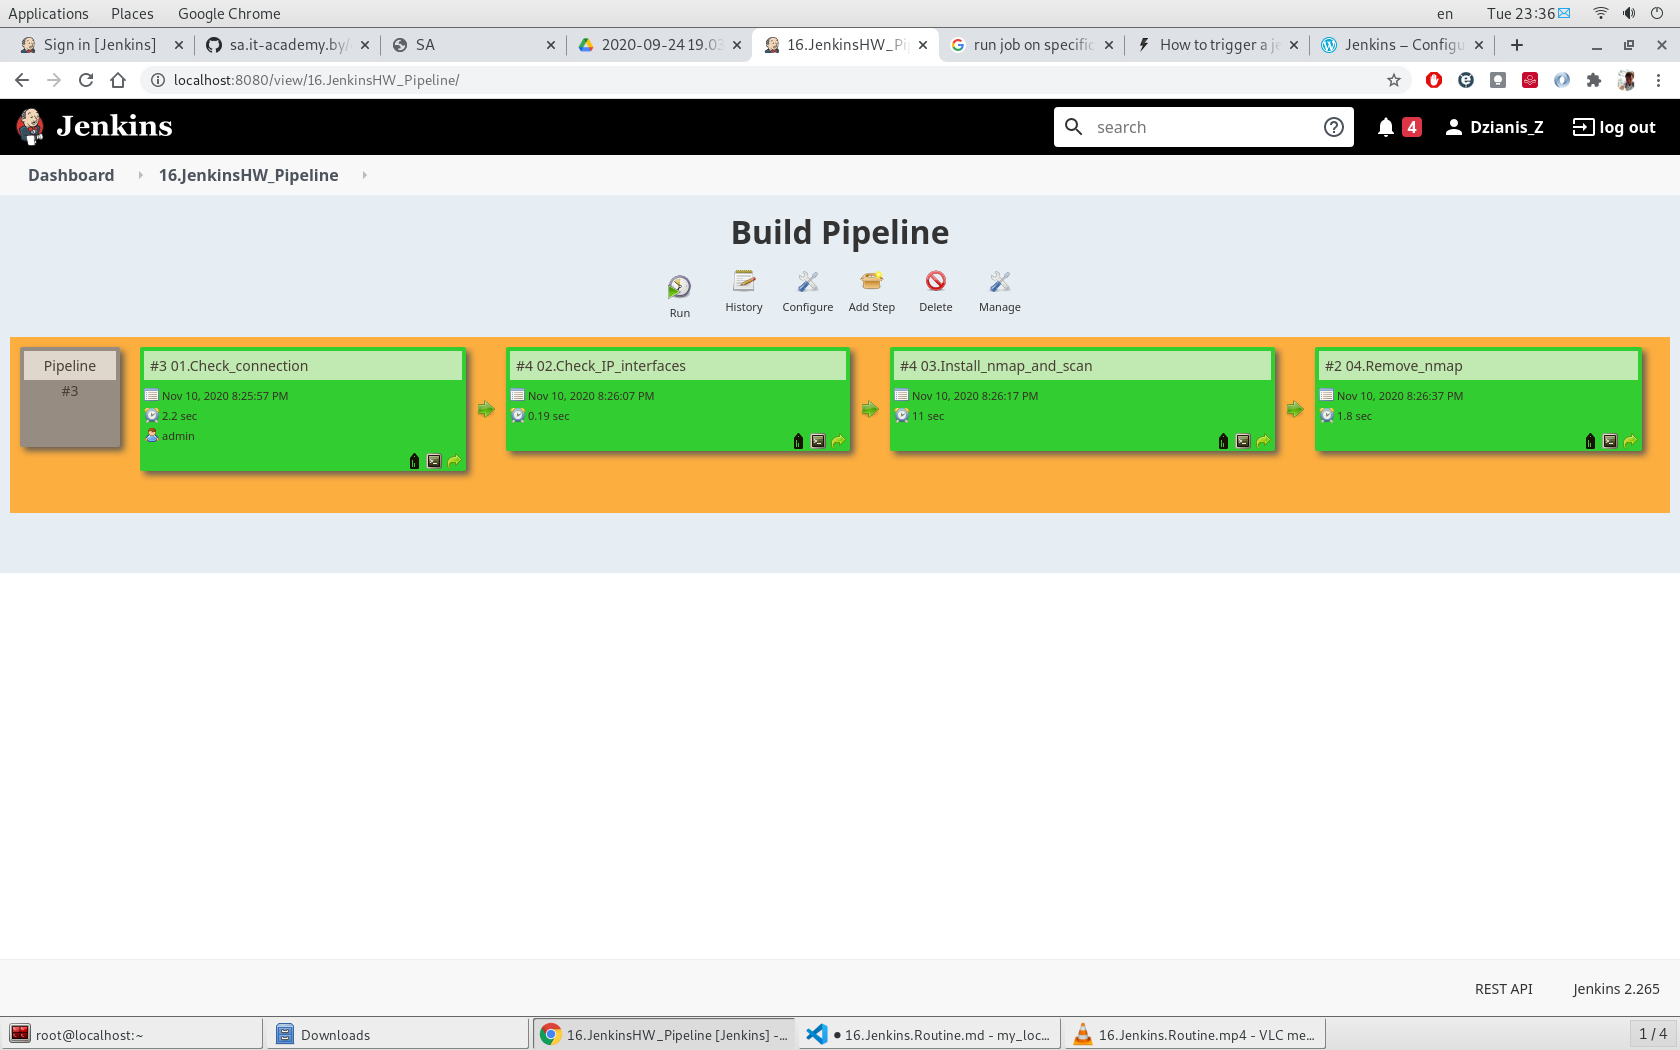 Applications Places Google Chrome en Tue 23:36
Sign in [Jenkins] sa.it-academy.by/ SA 2020-09-24 19.03 16.JenkinsHW_Pi run job on specific How to trigger a je Jenkins – Configu
localhost:8080/view/16.JenkinsHW_Pipeline/
Jenkins search 4 Dzianis_Z log out
Dashboard 16.JenkinsHW_Pipeline
Build Pipeline
Run History Configure Add Step Delete Manage
Pipeline
#3
#3 01.Check_connection
Nov 10, 2020 8:25:57 PM
2.2 sec
admin
#4 02.Check_IP_interfaces
Nov 10, 2020 8:26:07 PM
0.19 sec
#4 03.Install_nmap_and_scan
Nov 10, 2020 8:26:17 PM
11 sec
#2 04.Remove_nmap
Nov 10, 2020 8:26:37 PM
1.8 sec
REST API Jenkins 2.265
root@localhost:~ Downloads 16.JenkinsHW_Pipeline [Jenkins] -... ● 16.Jenkins.Routine.md - my_loc... 16.Jenkins.Routine.mp4 - VLC me... 1 / 4